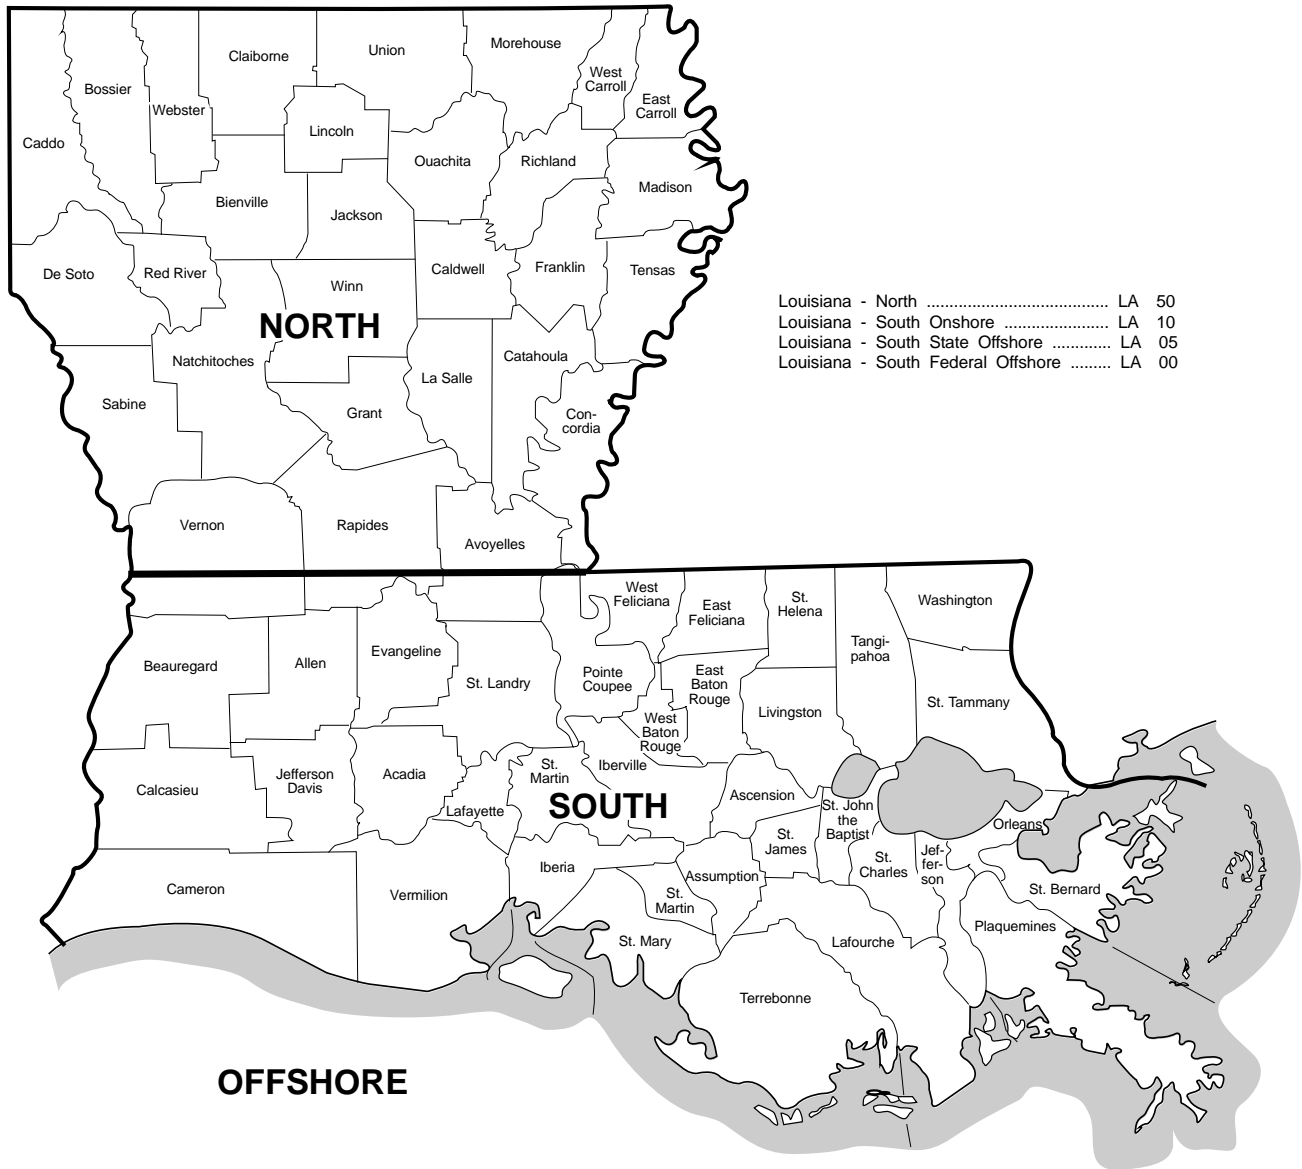 Claiborne
Union
Morehouse
West
Carroll
Bossier
Webster
East
Carroll
Caddo
Lincoln
Ouachita
Richland
Madison
Bienville
Jackson
De Soto
Red River
Winn
Caldwell
Franklin
Tensas
NORTH
Natchitoches
Catahoula
La Salle
Sabine
Grant
Con-
cordia
Vernon
Rapides
Avoyelles
Louisiana - North ........................................ LA 50
Louisiana - South Onshore ....................... LA 10
Louisiana - South State Offshore ............. LA 05
Louisiana - South Federal Offshore ......... LA 00
West
Feliciana
East
Feliciana
St.
Helena
Washington
Tangi-
pahoa
Beauregard
Allen
Evangeline
St. Landry
Pointe
Coupee
East
Baton
Rouge
West
Baton
Rouge
Livingston
St. Tammany
Calcasieu
Jefferson
Davis
Acadia
Lafayette
St.
Martin
Iberville
SOUTH
Ascension
St. John
the
Baptist
Orleans
St.
James
St.
Charles
Jef-
fer-
son
Iberia
Assumption
St.
Martin
St. Bernard
Cameron
Vermilion
St. Mary
Lafourche
Plaquemines
Terrebonne
OFFSHORE